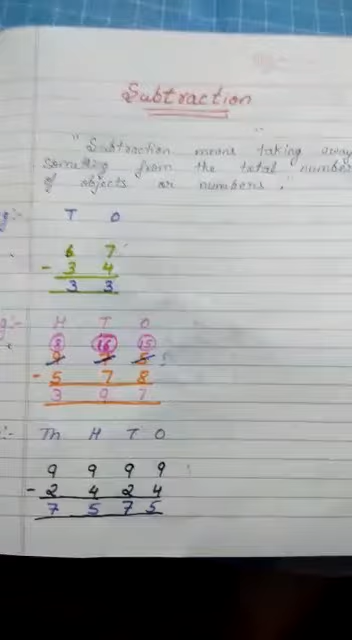 Subtraction
" Subtraction means taking away
something from the total number
of objects or numbers."
g:- T O
6 7
- 3 4
3 3
g:- H T O
8 16 15
9 7 5
- 5 7 8
3 9 7
:- Th H T O
9 9 9 9
- 2 4 2 4
7 5 7 5